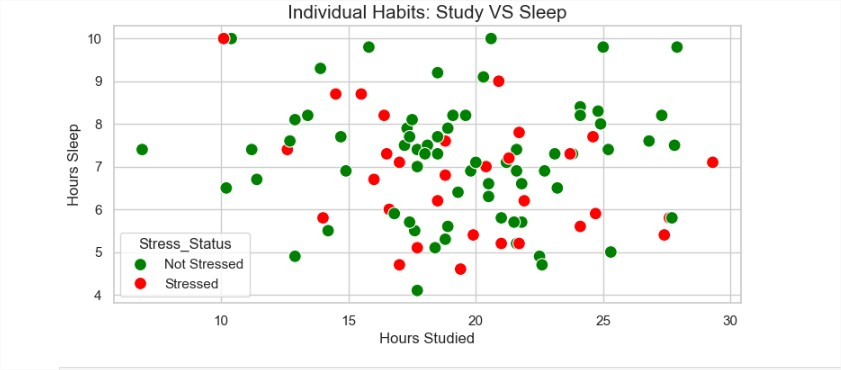 Individual Habits: Study VS Sleep
10
9
8
7
6
5
4
Hours Sleep
Stress_Status
Not Stressed
Stressed
10 15 20 25 30
Hours Studied